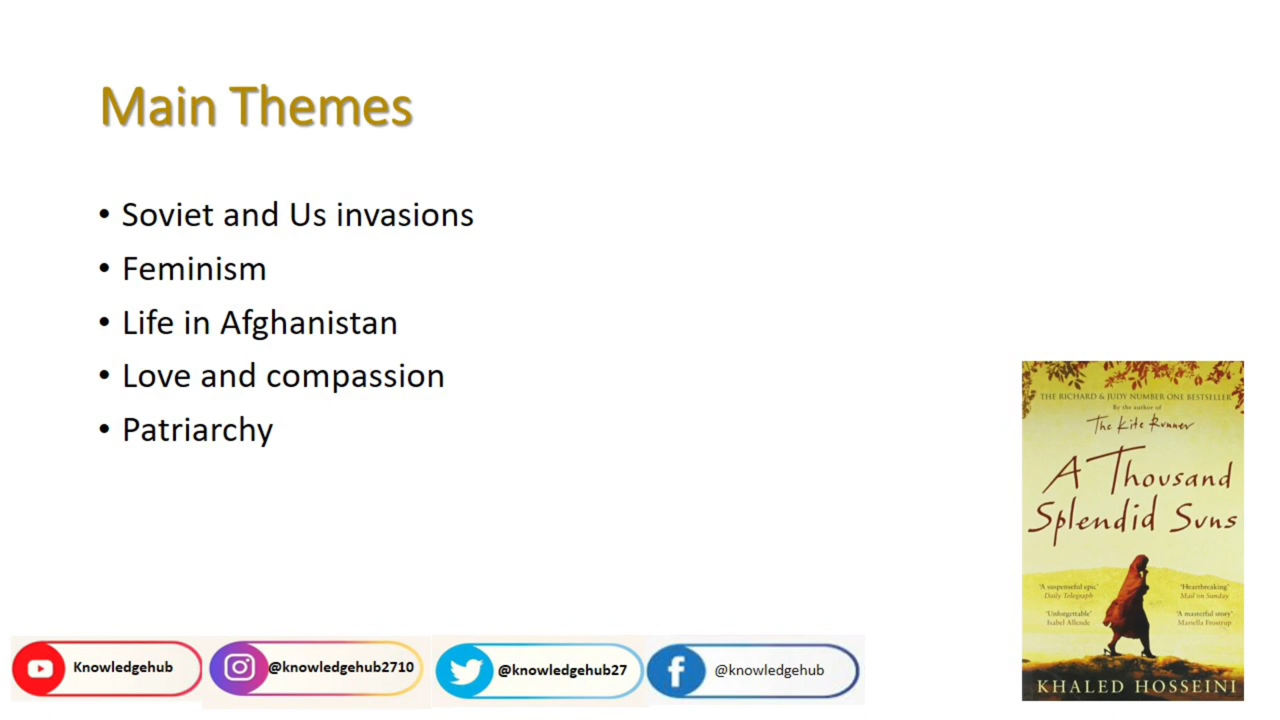 Main Themes
• Soviet and Us invasions
• Feminism
• Life in Afghanistan
• Love and compassion
• Patriarchy
THE RICHARD & JUDY NUMBER ONE BESTSELLER
By the author of
The Kite Runner
A Thousand
Splendid Suns
'A suspenseful epic'
Daily Telegraph
'Heartbreaking'
Mail on Sunday
'Unforgettable'
Isabel Allende
'A masterful story'
Mariella Frostrup
KHALED HOSSEINI
Knowledgehub
@knowledgehub2710
@knowledgehub27
@knowledgehub